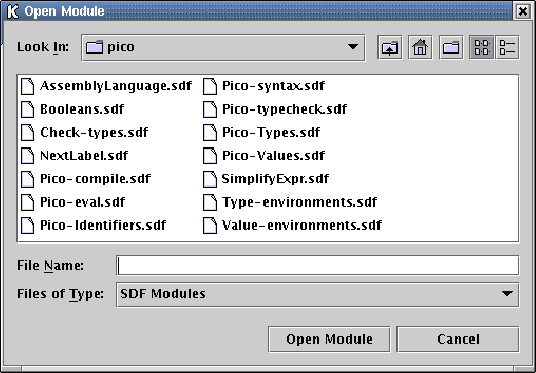 Open Module
Look In: pico
AssemblyLanguage.sdf
Booleans.sdf
Check-types.sdf
NextLabel.sdf
Pico-compile.sdf
Pico-eval.sdf
Pico-Identifiers.sdf
Pico-syntax.sdf
Pico-typecheck.sdf
Pico-Types.sdf
Pico-Values.sdf
SimplifyExpr.sdf
Type-environments.sdf
Value-environments.sdf
File Name:
Files of Type: SDF Modules
Open Module Cancel